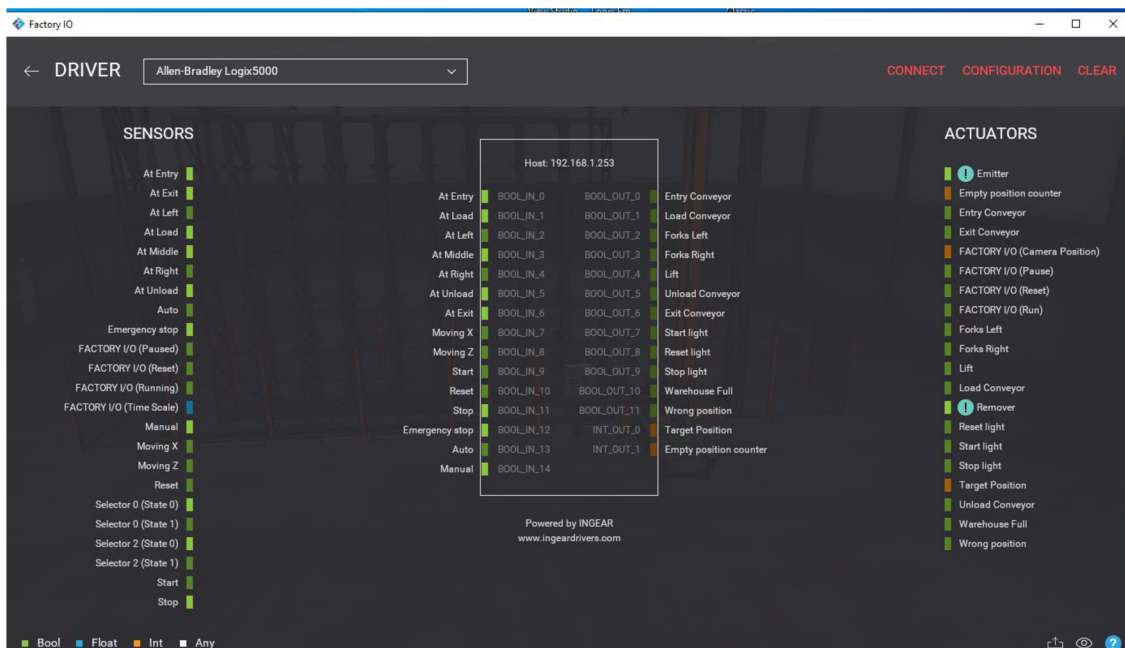 Factory IO
DRIVER Allen-Bradley Logix5000 CONNECT CONFIGURATION CLEAR
SENSORS
At Entry
At Exit
At Left
At Load
At Middle
At Right
At Unload
Auto
Emergency stop
FACTORY I/O (Paused)
FACTORY I/O (Reset)
FACTORY I/O (Running)
FACTORY I/O (Time Scale)
Manual
Moving X
Moving Z
Reset
Selector 0 (State 0)
Selector 0 (State 1)
Selector 2 (State 0)
Selector 2 (State 1)
Start
Stop
Host: 192.168.1.253
At Entry BOOL_IN_0 BOOL_OUT_0 Entry Conveyor
At Load BOOL_IN_1 BOOL_OUT_1 Load Conveyor
At Left BOOL_IN_2 BOOL_OUT_2 Forks Left
At Middle BOOL_IN_3 BOOL_OUT_3 Forks Right
At Right BOOL_IN_4 BOOL_OUT_4 Lift
At Unload BOOL_IN_5 BOOL_OUT_5 Unload Conveyor
At Exit BOOL_IN_6 BOOL_OUT_6 Exit Conveyor
Moving X BOOL_IN_7 BOOL_OUT_7 Start light
Moving Z BOOL_IN_8 BOOL_OUT_8 Reset light
Start BOOL_IN_9 BOOL_OUT_9 Stop light
Reset BOOL_IN_10 BOOL_OUT_10 Warehouse Full
Stop BOOL_IN_11 BOOL_OUT_11 Wrong position
Emergency stop BOOL_IN_12 INT_OUT_0 Target Position
Auto BOOL_IN_13 INT_OUT_1 Empty position counter
Manual BOOL_IN_14
Powered by INGEAR
www.ingeardrivers.com
ACTUATORS
Emitter
Empty position counter
Entry Conveyor
Exit Conveyor
FACTORY I/O (Camera Position)
FACTORY I/O (Pause)
FACTORY I/O (Reset)
FACTORY I/O (Run)
Forks Left
Forks Right
Lift
Load Conveyor
Remover
Reset light
Start light
Stop light
Target Position
Unload Conveyor
Warehouse Full
Wrong position
Bool Float Int Any